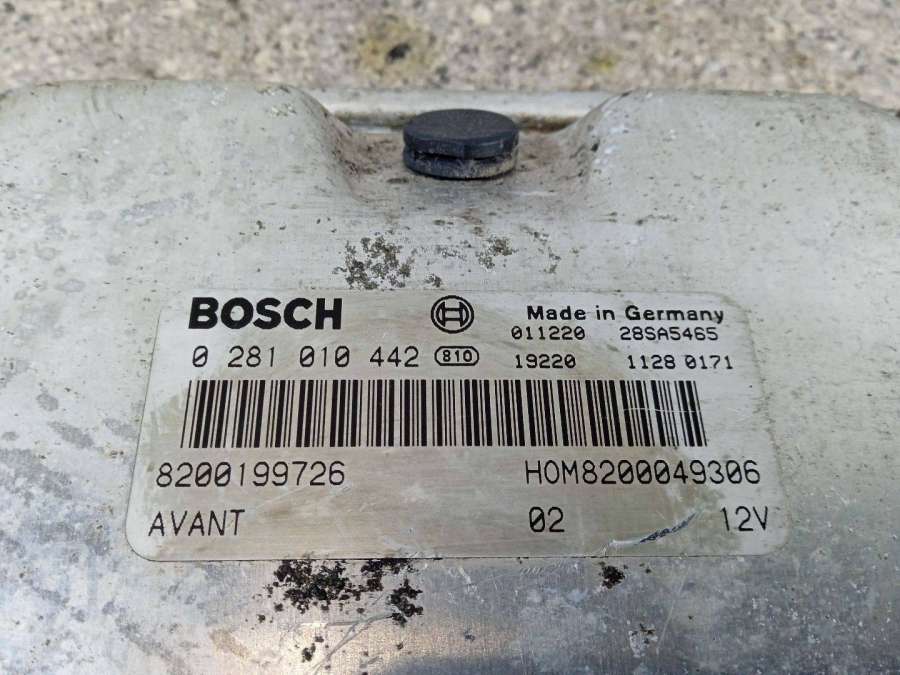 BOSCH Made in Germany
011220 28SA5465
0 281 010 442 810 19220 1128 0171
8200199726 HOM8200049306
AVANT 02 12V